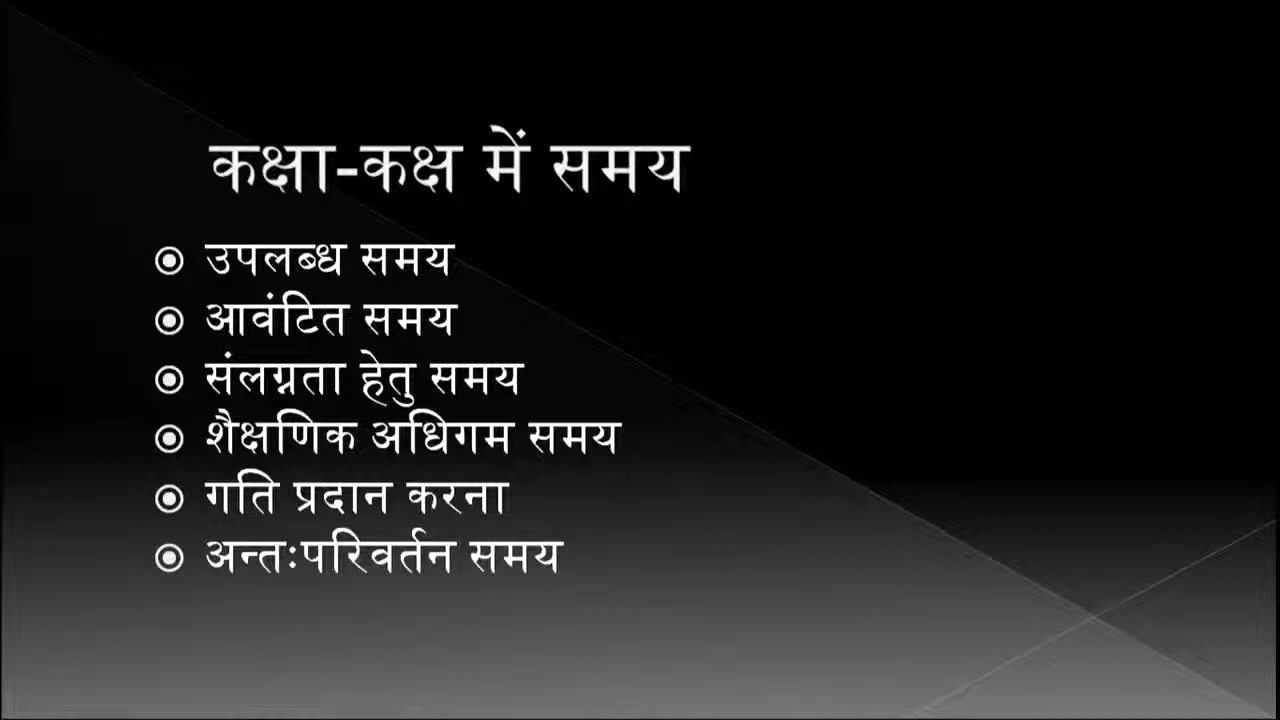 कक्षा-कक्ष में समय
उपलब्ध समय
आवंटित समय
संलग्नता हेतु समय
शैक्षणिक अधिगम समय
गति प्रदान करना
अन्तःपरिवर्तन समय